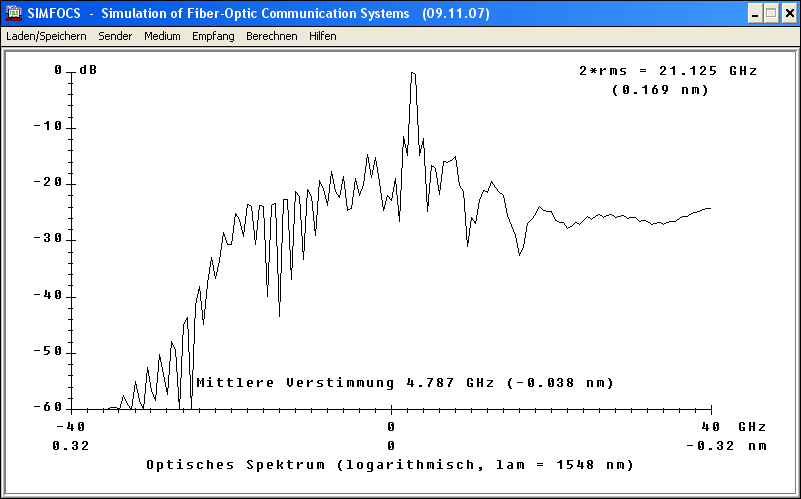 SIMFOCS - Simulation of Fiber-Optic Communication Systems (09.11.07)
Laden/Speichern Sender Medium Empfang Berechnen Hilfen
0 dB
2*rms = 21.125 GHz
(0.169 nm)
-10
-20
-30
-40
-50
Mittlere Verstimmung 4.787 GHz (-0.038 nm)
-60
-40 0 40 GHz
0.32 0 -0.32 nm
Optisches Spektrum (logarithmisch, lam = 1548 nm)